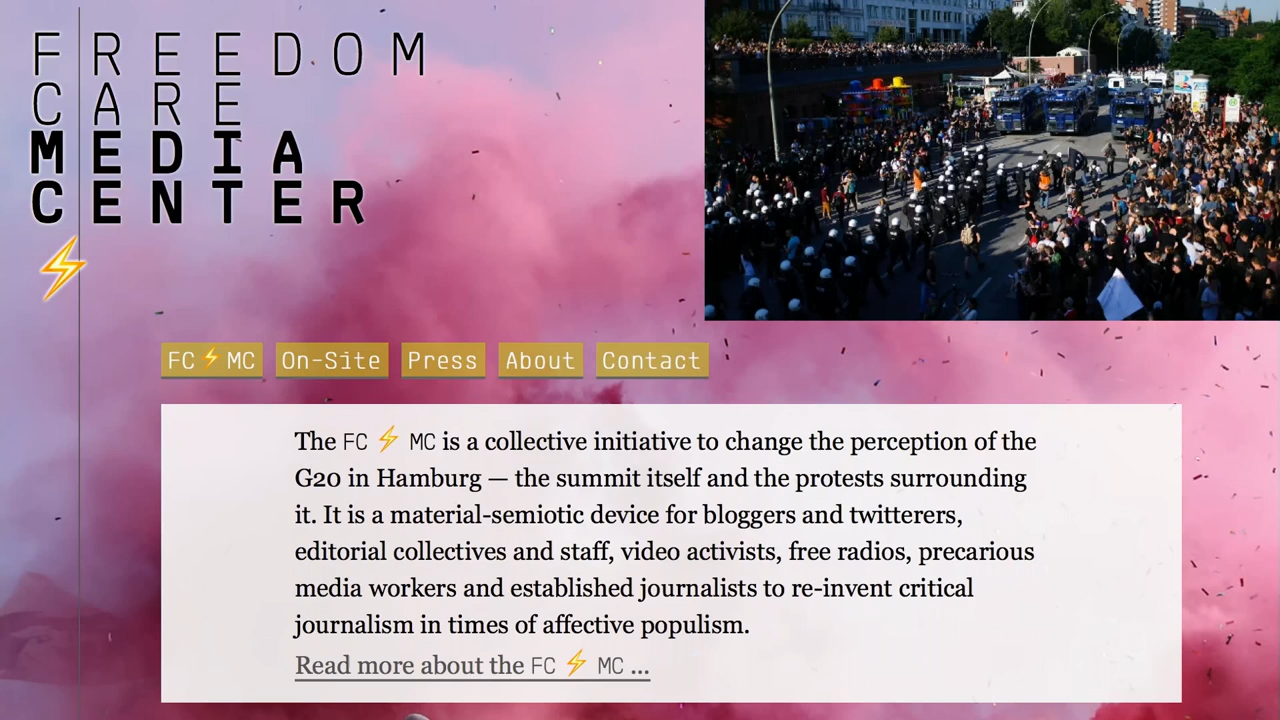 FREEDOM
CARE
MEDIA
CENTER
⚡
FC⚡MC On-Site Press About Contact
The FC ⚡ MC is a collective initiative to change the perception of the
G20 in Hamburg — the summit itself and the protests surrounding
it. It is a material-semiotic device for bloggers and twitterers,
editorial collectives and staff, video activists, free radios, precarious
media workers and established journalists to re-invent critical
journalism in times of affective populism.
Read more about the FC ⚡ MC ...